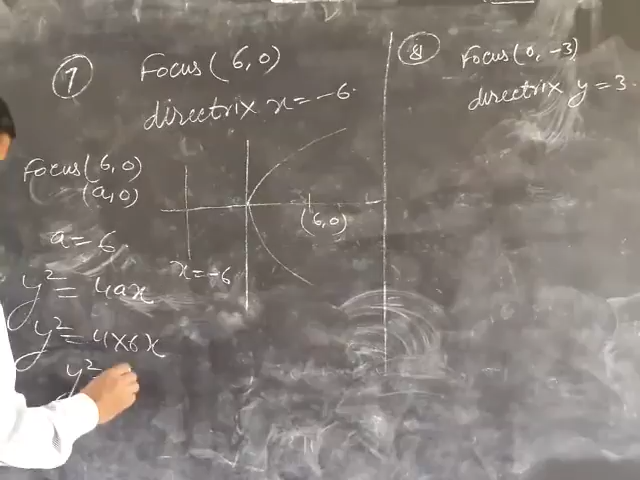 7 Focus (6,0)
directrix x = -6.
Focus (6,0)
(a,0)
a = 6.
y² = 4ax
y² = 4×6x
y²
(6,0)
x = -6
8 Focus (0, -3)
directrix y = 3.